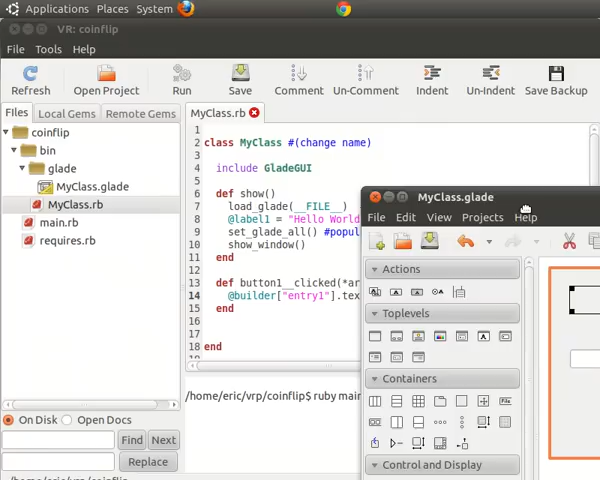 Applications Places System
VR: coinflip
File Tools Help
Refresh Open Project Run Save Comment Un-Comment Indent Un-Indent Save Backup
Files Local Gems Remote Gems
MyClass.rb
coinflip
bin
glade
MyClass.glade
MyClass.rb
main.rb
requires.rb
1
2 class MyClass #(change name)
3
4 include GladeGUI
5
6 def show()
7 load_glade(__FILE__)
8 @label1 = "Hello World
9 set_glade_all() #popul
10 show_window()
11 end
12
13 def button1__clicked(*ar
14 @builder["entry1"].tex
15 end
16
17
18 end
/home/eric/vrp/coinflip$ ruby main
On Disk Open Docs
Find Next
Replace
/home/eric/vrp/coinflip
MyClass.glade
File Edit View Projects Help
Actions
Toplevels
Containers
Control and Display